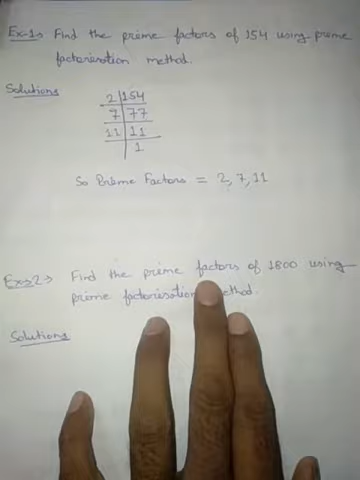 Ex-1> Find the prime factors of 154 using prime
factorisation method.
Solutions
2 | 154
7 | 77
11 | 11
1
So Prime Factors = 2, 7, 11
Ex-2> Find the prime factors of 1800 using
prime factorisation method.
Solutions